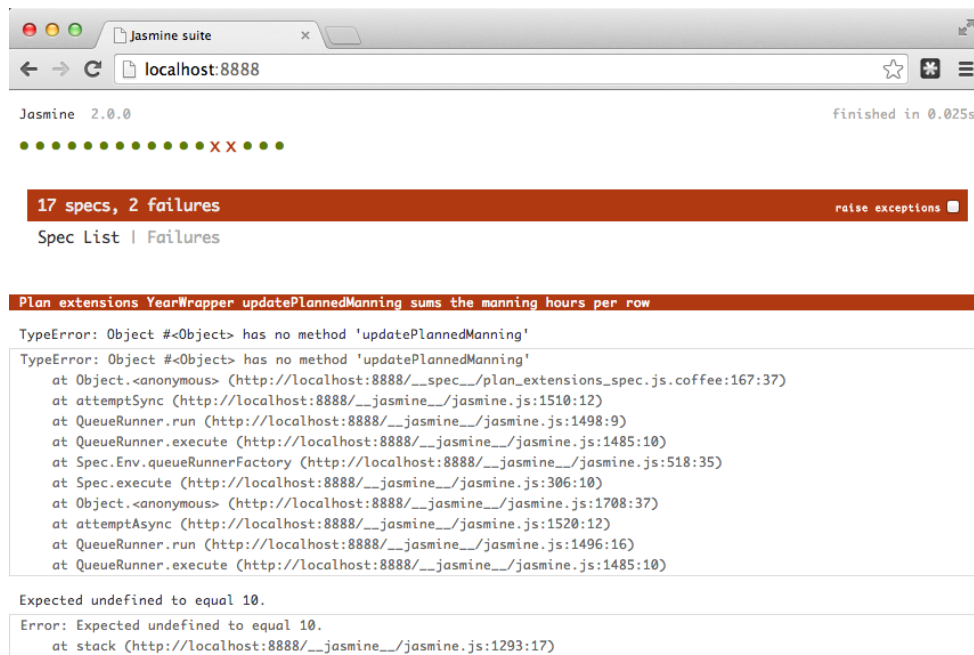 Jasmine suite
localhost:8888
Jasmine 2.0.0 finished in 0.025s
••••••••••••xx•••
17 specs, 2 failures raise exceptions
Spec List | Failures
Plan extensions YearWrapper updatePlannedManning sums the manning hours per row
TypeError: Object #<Object> has no method 'updatePlannedManning'
TypeError: Object #<Object> has no method 'updatePlannedManning'
at Object.<anonymous> (http://localhost:8888/__spec__/plan_extensions_spec.js.coffee:167:37)
at attemptSync (http://localhost:8888/__jasmine__/jasmine.js:1510:12)
at QueueRunner.run (http://localhost:8888/__jasmine__/jasmine.js:1498:9)
at QueueRunner.execute (http://localhost:8888/__jasmine__/jasmine.js:1485:10)
at Spec.Env.queueRunnerFactory (http://localhost:8888/__jasmine__/jasmine.js:518:35)
at Spec.execute (http://localhost:8888/__jasmine__/jasmine.js:306:10)
at Object.<anonymous> (http://localhost:8888/__jasmine__/jasmine.js:1708:37)
at attemptAsync (http://localhost:8888/__jasmine__/jasmine.js:1520:12)
at QueueRunner.run (http://localhost:8888/__jasmine__/jasmine.js:1496:16)
at QueueRunner.execute (http://localhost:8888/__jasmine__/jasmine.js:1485:10)
Expected undefined to equal 10.
Error: Expected undefined to equal 10.
at stack (http://localhost:8888/__jasmine__/jasmine.js:1293:17)